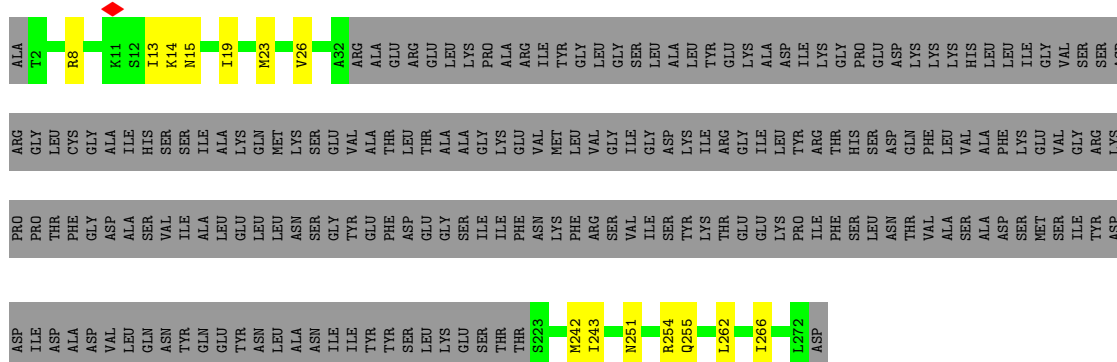 ALA T2 R8 K11 S12 I13 K14 N15 I19 M23 V26 A32 ARG ALA GLU ARG GLU LEU LYS PRO ALA ARG ILE TYR GLY LEU GLY SER LEU ALA LEU TYR GLU LYS ALA ASP ILE LYS GLY PRO GLU ASP LYS LYS LYS HIS LEU LEU ILE GLY VAL SER SER ASP
ARG GLY LEU CYS GLY ALA ILE HIS SER SER ILE ALA LYS GLN MET LYS SER GLU VAL ALA THR LEU THR ALA ALA GLY LYS GLU VAL MET LEU VAL GLY ILE GLY ASP LYS ILE ARG GLY ILE LEU TYR ARG THR HIS SER ASP GLN PHE LEU VAL ALA PHE LYS GLU VAL GLY ARG LYS
PRO PRO THR PHE GLY ASP ALA SER VAL ILE ALA LEU GLU LEU LEU ASN SER GLY TYR GLU PHE ASP GLU GLY SER ILE ILE PHE ASN LYS PHE ARG SER VAL ILE SER TYR LYS THR GLU GLU LYS PRO ILE PHE SER LEU ASN THR VAL ALA SER ALA ASP SER MET SER ILE TYR ASP
ASP ILE ASP ALA ASP VAL LEU GLN ASN TYR GLN GLU TYR ASN LEU ALA ASN ILE ILE TYR TYR SER LEU LYS GLU SER THR THR S223 M242 I243 N251 R254 Q255 L262 I266 L272 ASP